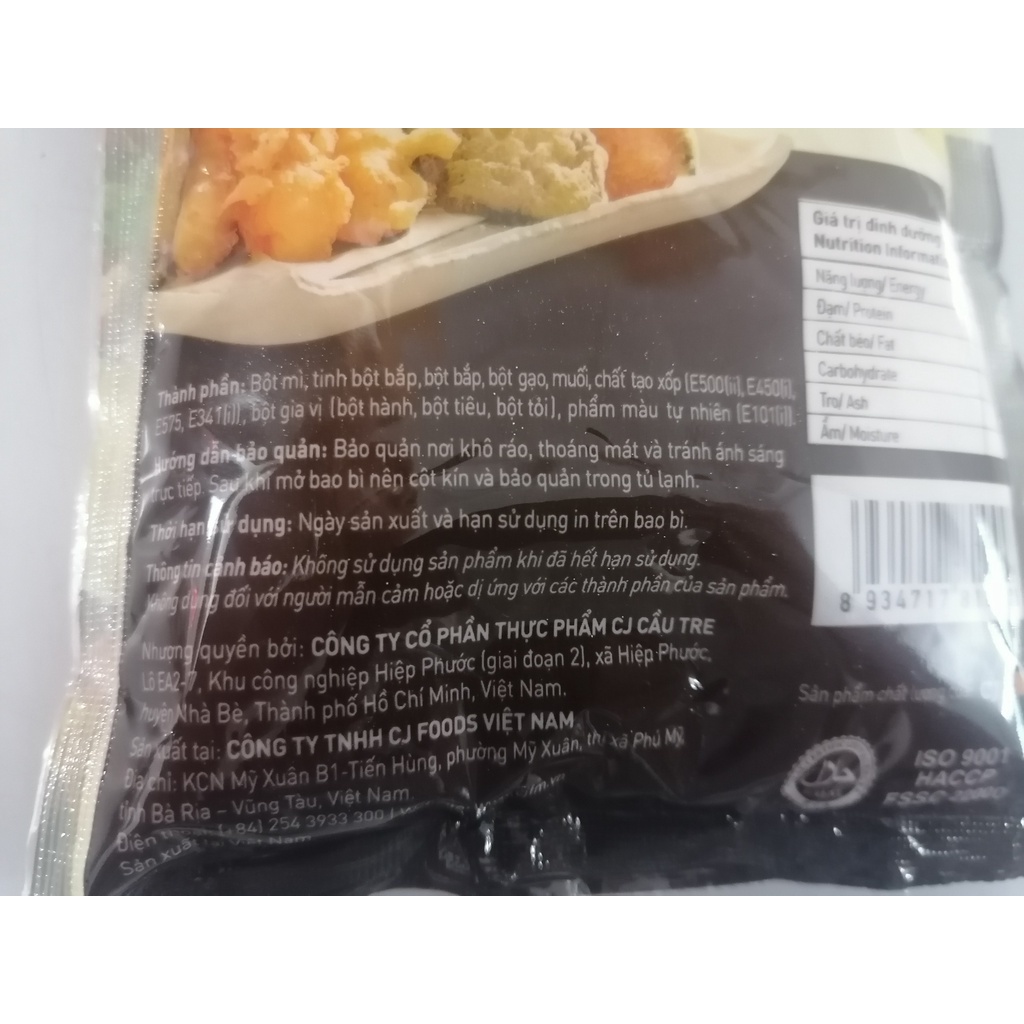 Thành phần: Bột mì, tinh bột bắp, bột bắp, bột gạo, muối, chất tạo xốp (E500(ii), E450(i),
E575, E341(i)), bột gia vị (bột hành, bột tiêu, bột tỏi), phẩm màu tự nhiên (E101(i)).
Hướng dẫn bảo quản: Bảo quản nơi khô ráo, thoáng mát và tránh ánh sáng
trực tiếp. Sau khi mở bao bì nên cột kín và bảo quản trong tủ lạnh.
Thời hạn sử dụng: Ngày sản xuất và hạn sử dụng in trên bao bì.
Thông tin cảnh báo: Không sử dụng sản phẩm khi đã hết hạn sử dụng.
Không dùng đối với người mẫn cảm hoặc dị ứng với các thành phần của sản phẩm.
Nhượng quyền bởi: CÔNG TY CỔ PHẦN THỰC PHẨM CJ CẦU TRE
Lô EA2-7, Khu công nghiệp Hiệp Phước (giai đoạn 2), xã Hiệp Phước,
huyện Nhà Bè, Thành phố Hồ Chí Minh, Việt Nam.
Sản xuất tại: CÔNG TY TNHH CJ FOODS VIỆT NAM
Địa chỉ: KCN Mỹ Xuân B1-Tiến Hùng, phường Mỹ Xuân, thị xã Phú Mỹ,
tỉnh Bà Rịa – Vũng Tàu, Việt Nam
Điện (+84) 254 3933 300
Sản xuất tại Việt Nam
Giá trị dinh dưỡng
Nutrition Informat
Năng lượng/ Energy
Đạm/ Protein
Chất béo/ Fat
Carbohydrate
Tro/ Ash
Ẩm/ Moisture
8 934717
Sản phẩm chất lượng
ISO 9001
HACCP
FSSC-22000